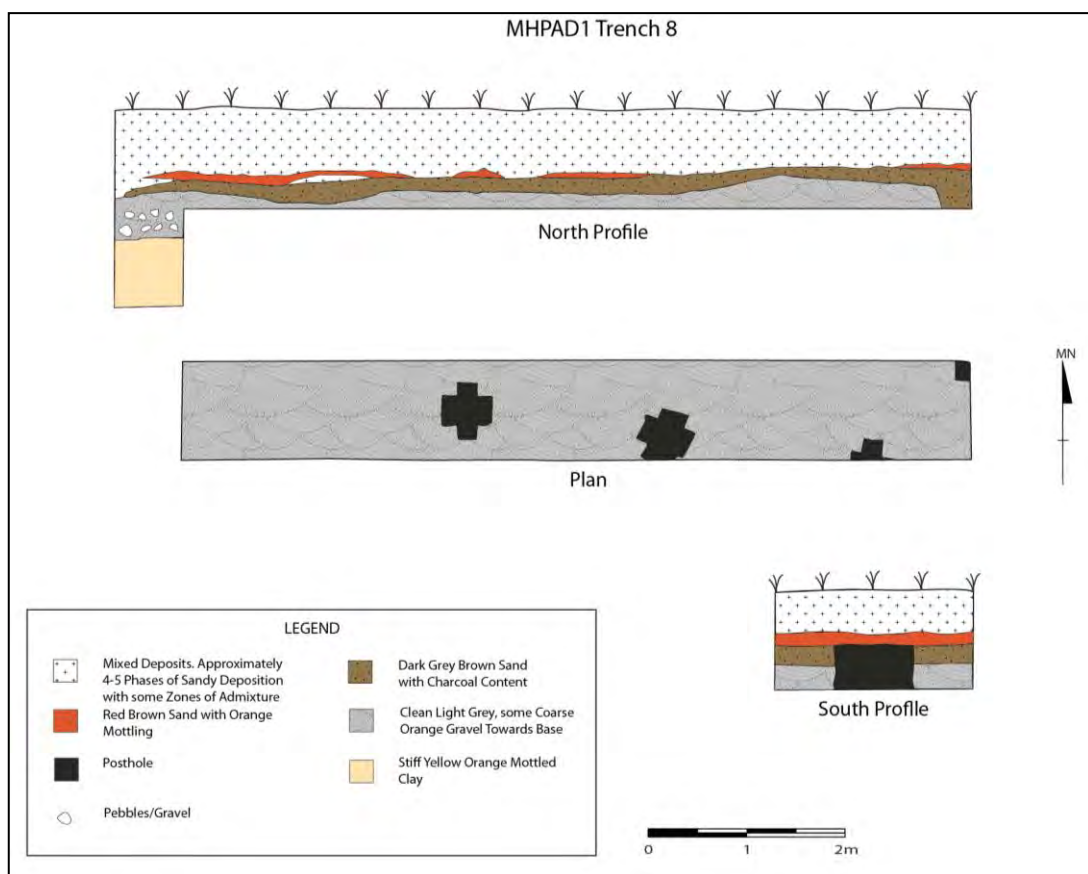 MHPAD1 Trench 8
North Profile
MN
Plan
South Profile
LEGEND
Mixed Deposits. Approximately
4-5 Phases of Sandy Deposition
with some Zones of Admixture
Red Brown Sand with Orange
Mottling
Posthole
Pebbles/Gravel
Dark Grey Brown Sand
with Charcoal Content
Clean Light Grey, some Coarse
Orange Gravel Towards Base
Stiff Yellow Orange Mottled
Clay
0 1 2m